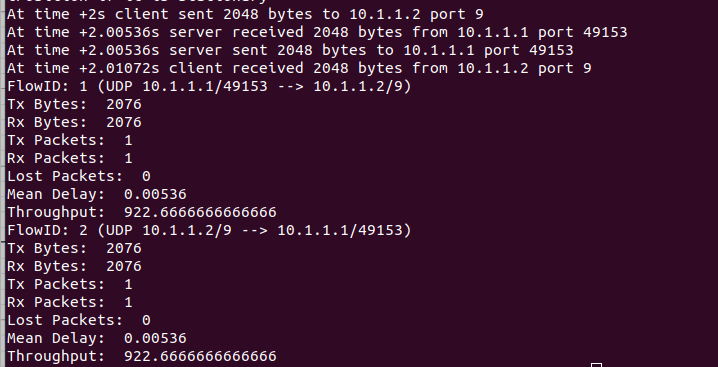 At time +2s client sent 2048 bytes to 10.1.1.2 port 9
At time +2.00536s server received 2048 bytes from 10.1.1.1 port 49153
At time +2.00536s server sent 2048 bytes to 10.1.1.1 port 49153
At time +2.01072s client received 2048 bytes from 10.1.1.2 port 9
FlowID: 1 (UDP 10.1.1.1/49153 --> 10.1.1.2/9)
Tx Bytes:  2076
Rx Bytes:  2076
Tx Packets:  1
Rx Packets:  1
Lost Packets:  0
Mean Delay:  0.00536
Throughput:  922.6666666666666
FlowID: 2 (UDP 10.1.1.2/9 --> 10.1.1.1/49153)
Tx Bytes:  2076
Rx Bytes:  2076
Tx Packets:  1
Rx Packets:  1
Lost Packets:  0
Mean Delay:  0.00536
Throughput:  922.6666666666666